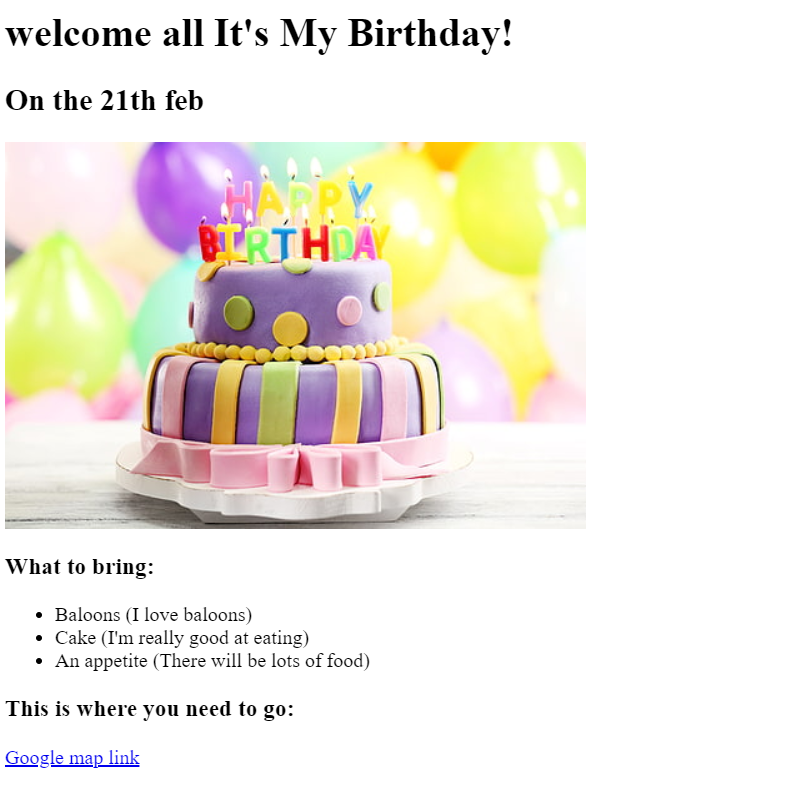 welcome all It's My Birthday!
On the 21th feb
HAPPY
BIRTHDAY
What to bring:
Baloons (I love baloons)
Cake (I'm really good at eating)
An appetite (There will be lots of food)
This is where you need to go:
Google map link